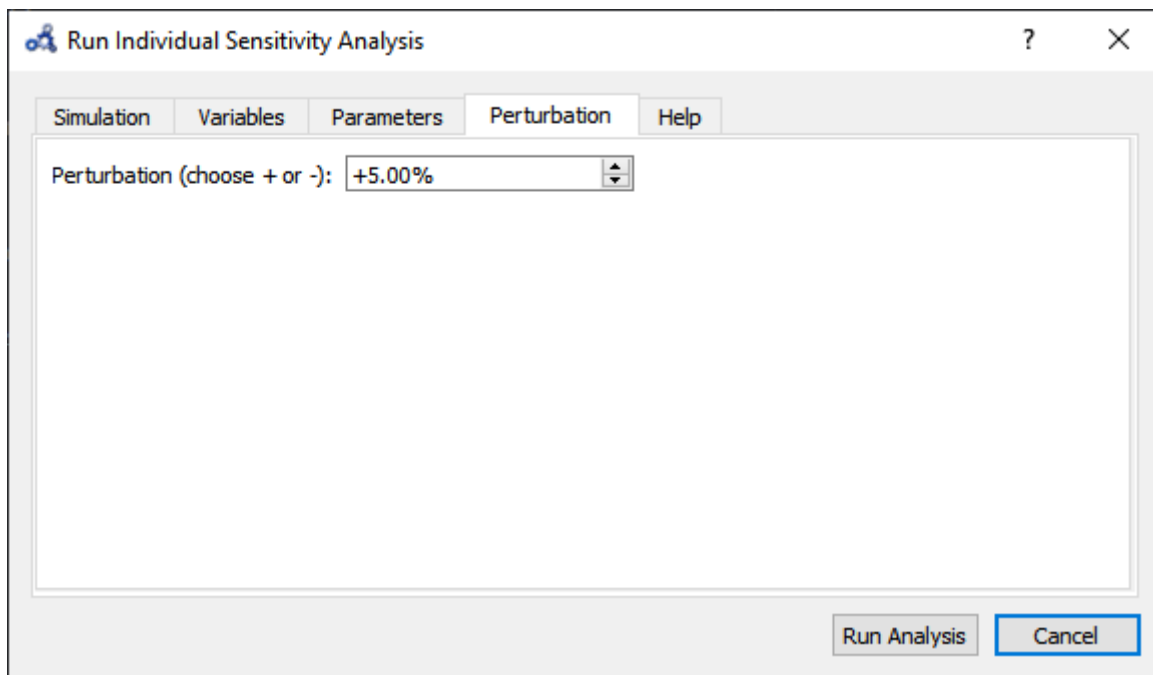 Run Individual Sensitivity Analysis ?
Simulation Variables Parameters Perturbation Help
Perturbation (choose + or -): +5.00%
Run Analysis Cancel